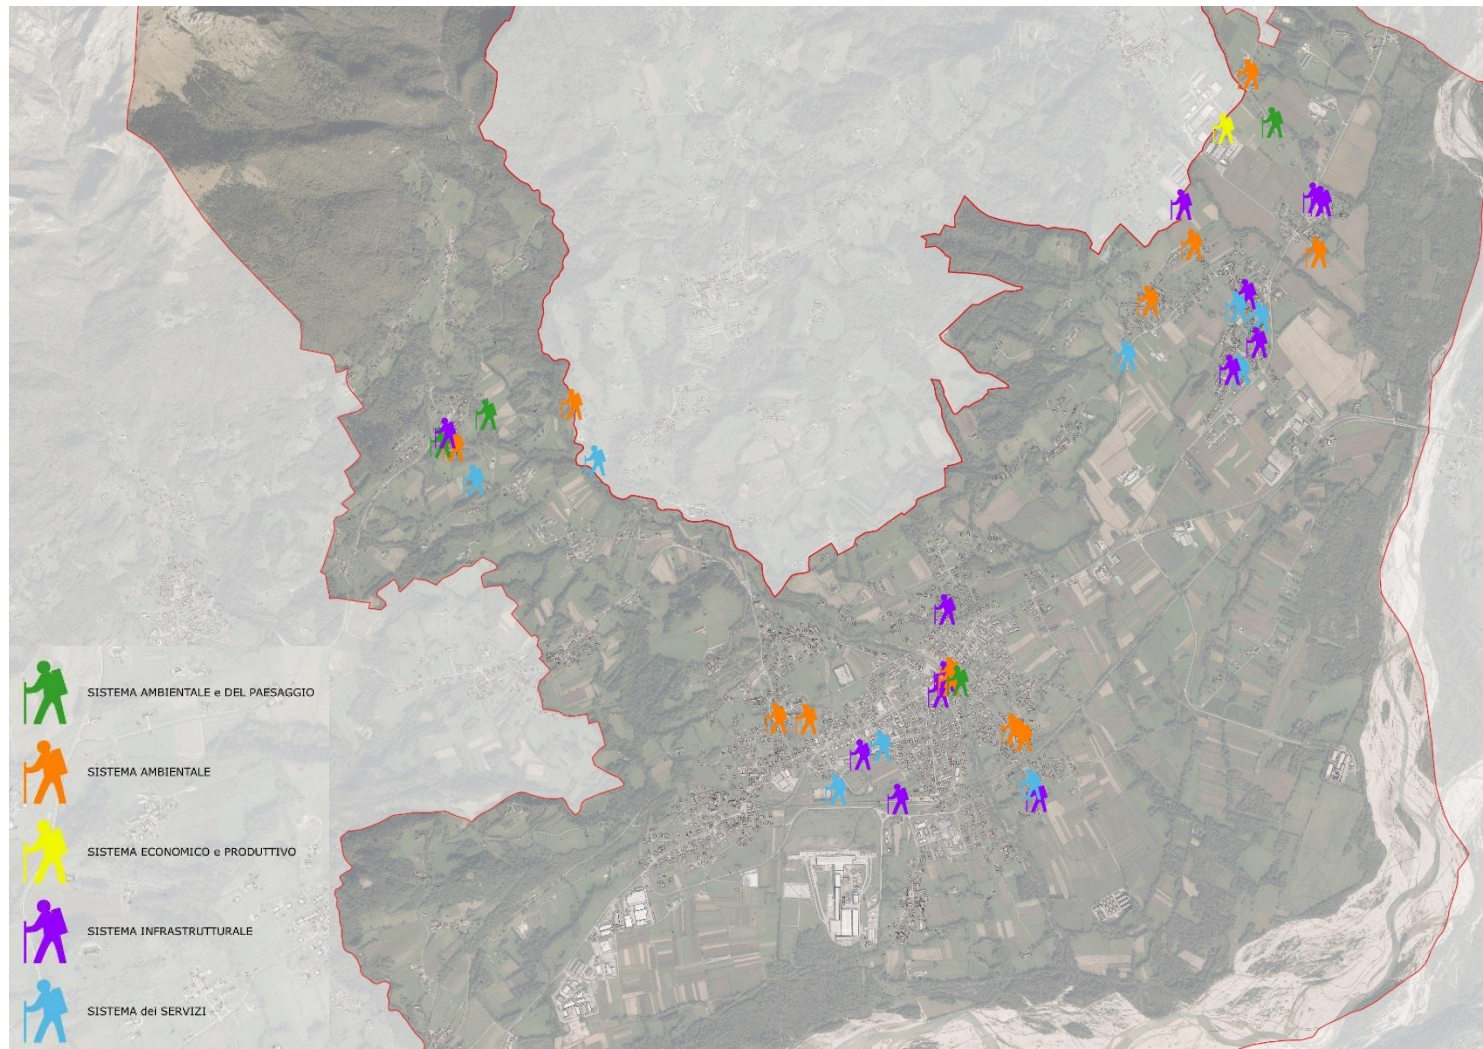 SISTEMA AMBIENTALE e DEL PAESAGGIO
SISTEMA AMBIENTALE
SISTEMA ECONOMICO e PRODUTTIVO
SISTEMA INFRASTRUTTURALE
SISTEMA dei SERVIZI